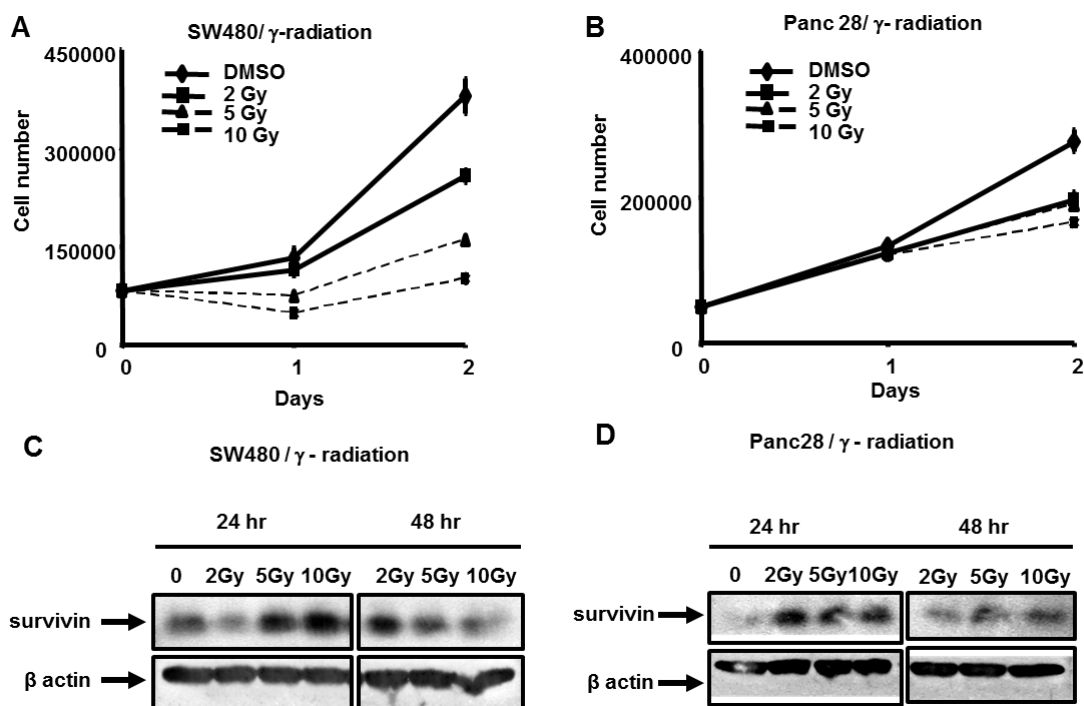 A
SW480/ γ-radiation
450000
300000
150000
0
Cell number
DMSO
2 Gy
5 Gy
10 Gy
0 1 2
Days
B
Panc 28/ γ- radiation
400000
200000
0
Cell number
DMSO
2 Gy
5 Gy
10 Gy
0 1 2
Days
C
SW480 / γ - radiation
24 hr 48 hr
0 2Gy 5Gy 10Gy 2Gy 5Gy 10Gy
survivin
β actin
D
Panc28 / γ - radiation
24 hr 48 hr
0 2Gy 5Gy 10Gy 2Gy 5Gy 10Gy
survivin
β actin